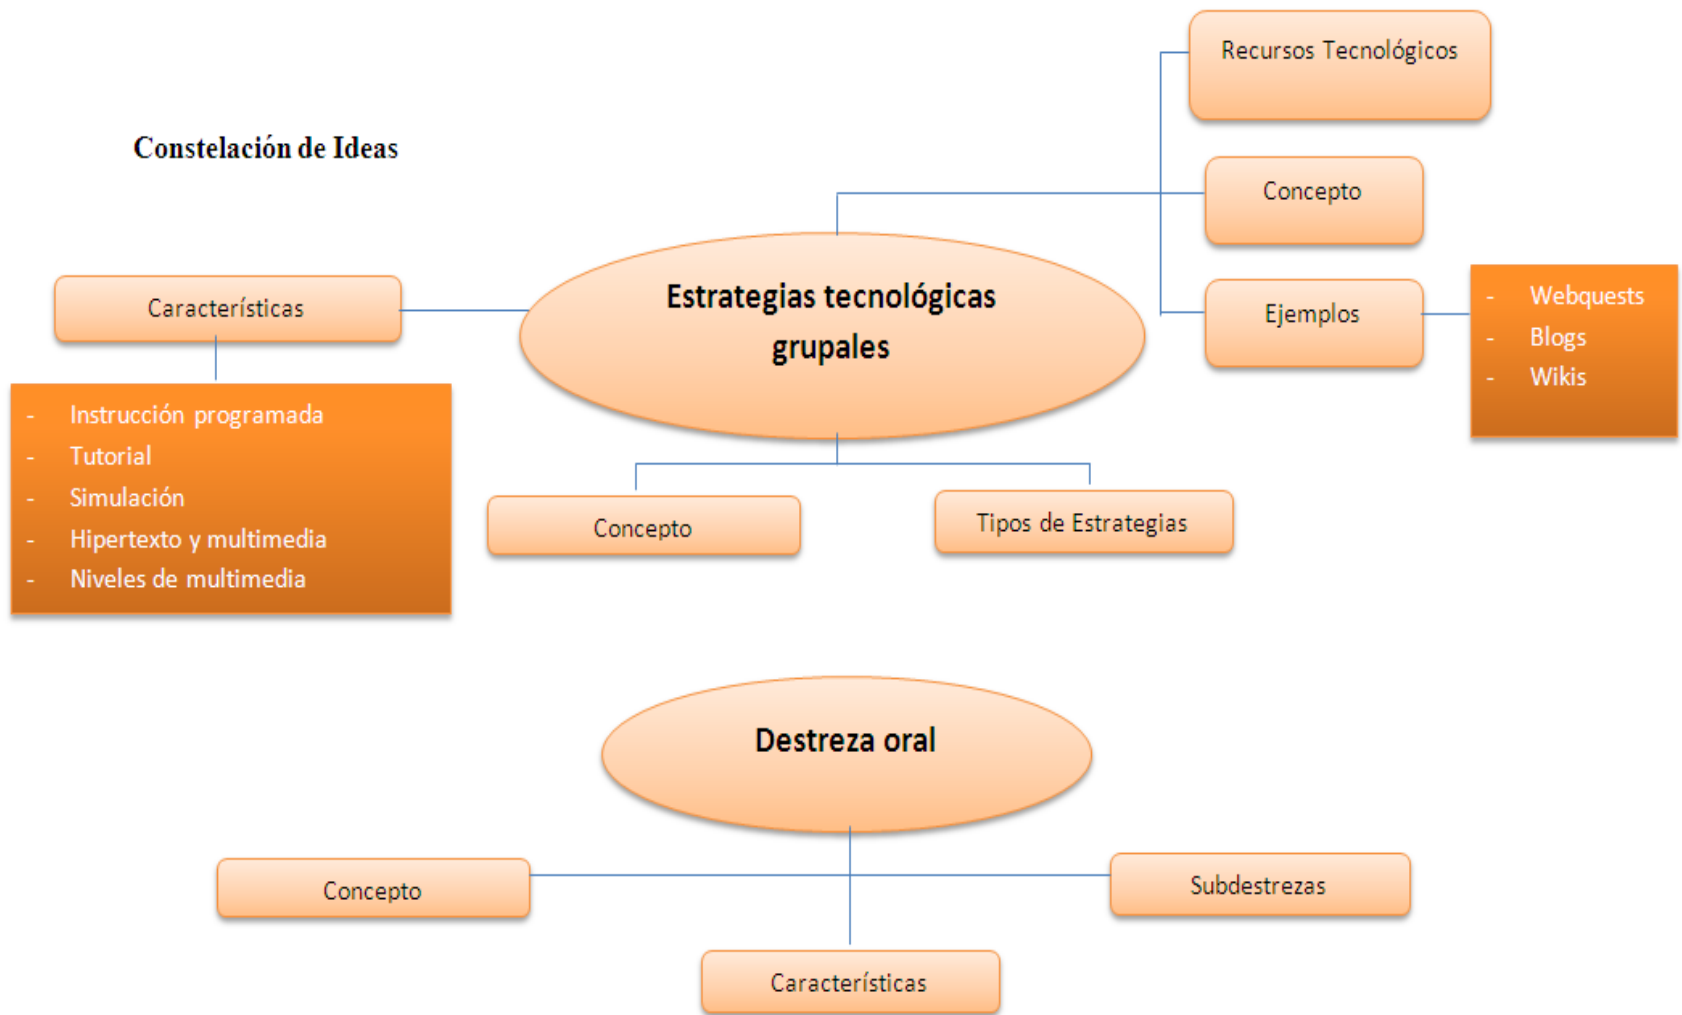 Constelación de Ideas
Recursos Tecnológicos
Concepto
Ejemplos
- Webquests
- Blogs
- Wikis
Estrategias tecnológicas
grupales
Características
- Instrucción programada
- Tutorial
- Simulación
- Hipertexto y multimedia
- Niveles de multimedia
Concepto
Tipos de Estrategias
Destreza oral
Concepto
Subdestrezas
Características